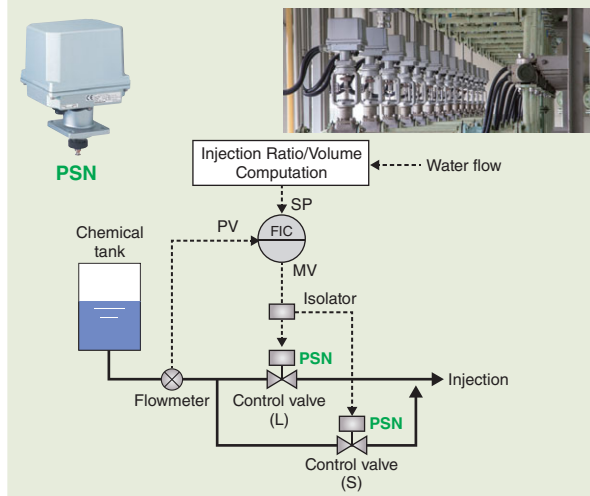 PSN
Injection Ratio/Volume
Computation
Water flow
SP
PV
FIC
Chemical
tank
MV
Isolator
PSN
Injection
Flowmeter
Control valve
(L)
PSN
Control valve
(S)